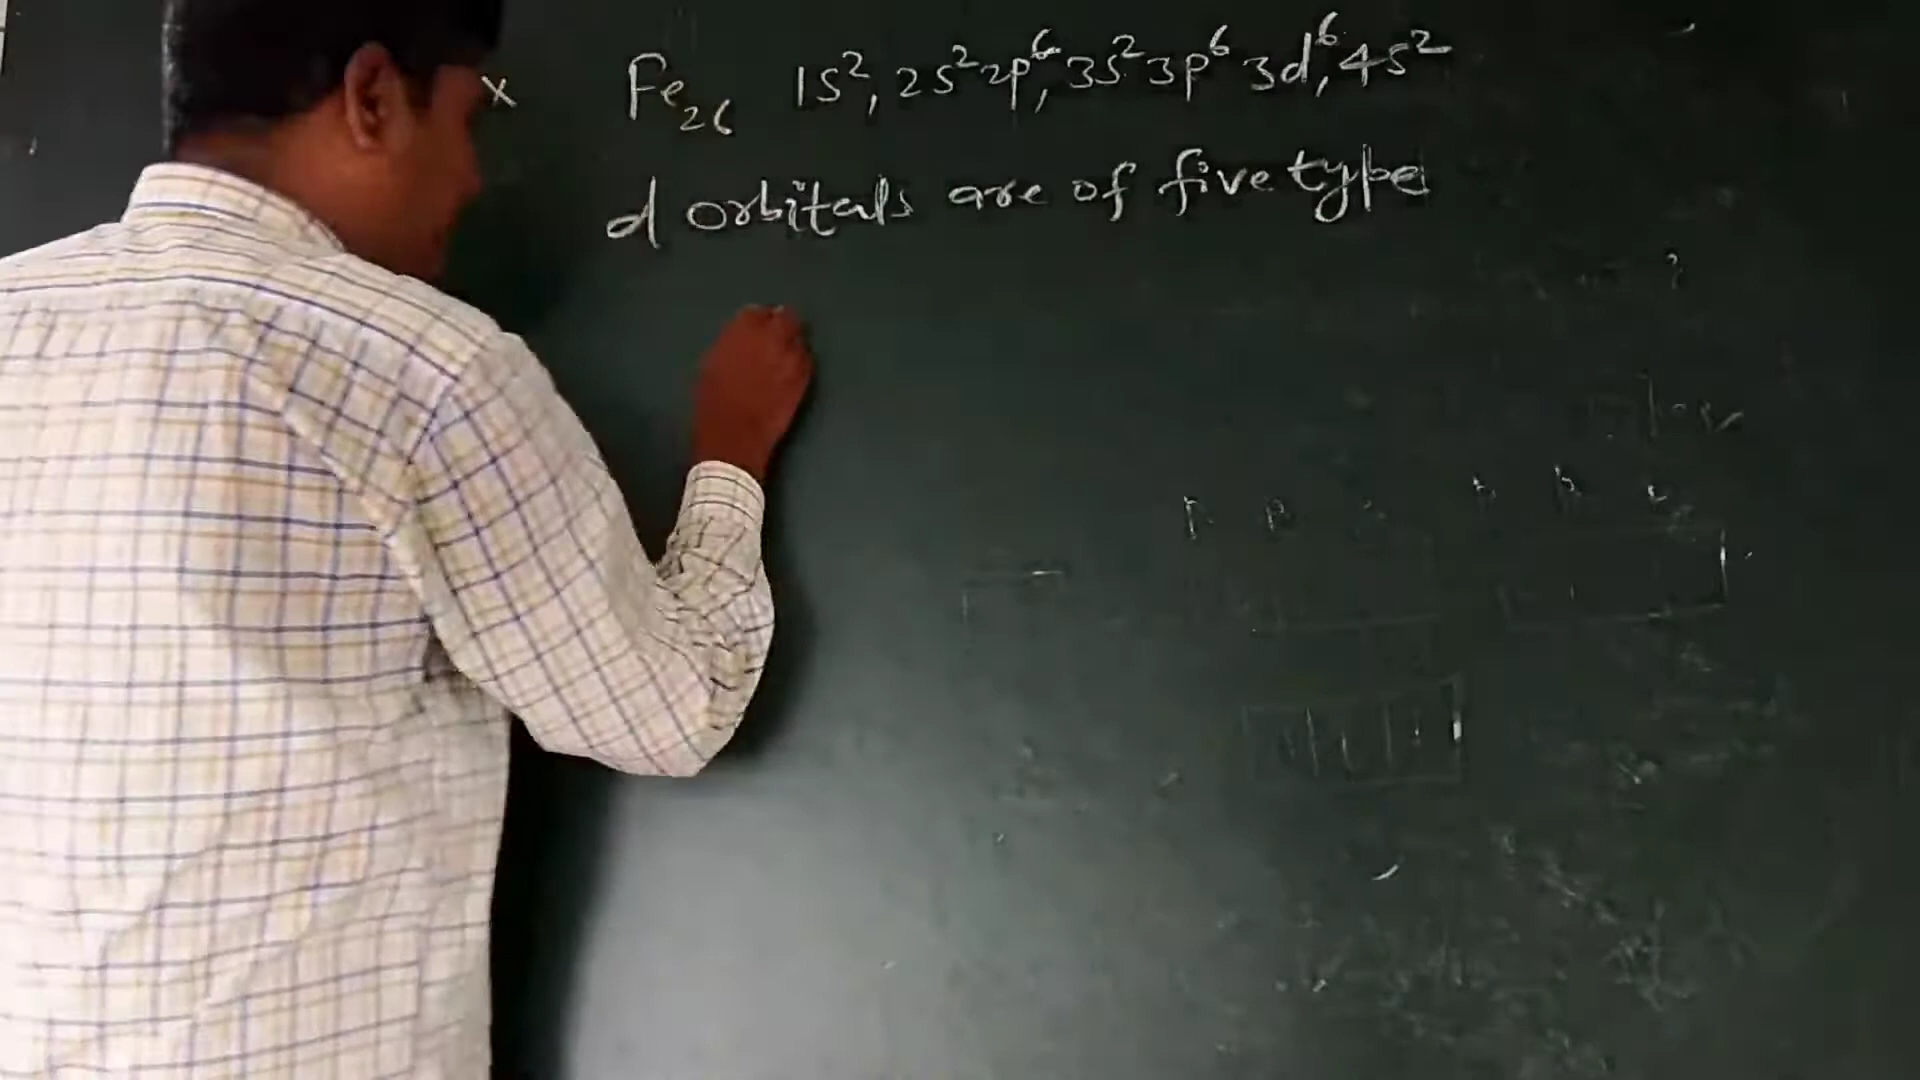 x Fe₂₆ 1s², 2s² 2p⁶, 3s² 3p⁶ 3d⁶, 4s²
d orbitals are of five type